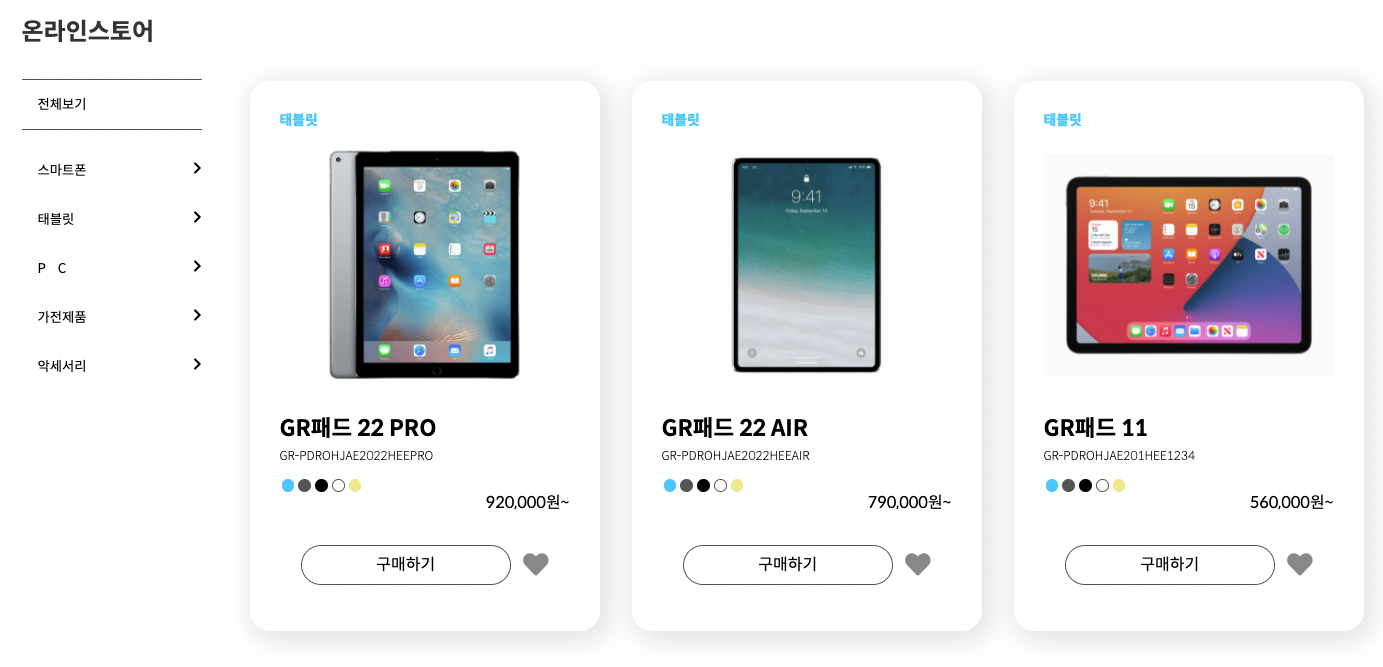 온라인스토어
전체보기
스마트폰
태블릿
P C
가전제품
악세서리
태블릿
GR패드 22 PRO
GR-PDROHJAE2022HEEPRO
920,000원~
구매하기
태블릿
9:41
Friday, September 14
GR패드 22 AIR
GR-PDROHJAE2022HEEAIR
790,000원~
구매하기
태블릿
9:41
GR패드 11
GR-PDROHJAE201HEE1234
560,000원~
구매하기